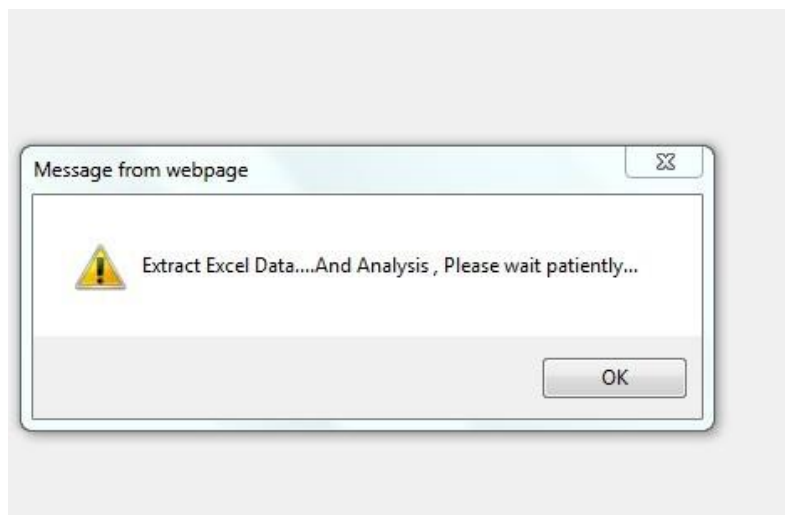 Message from webpage
Extract Excel Data....And Analysis , Please wait patiently...
OK